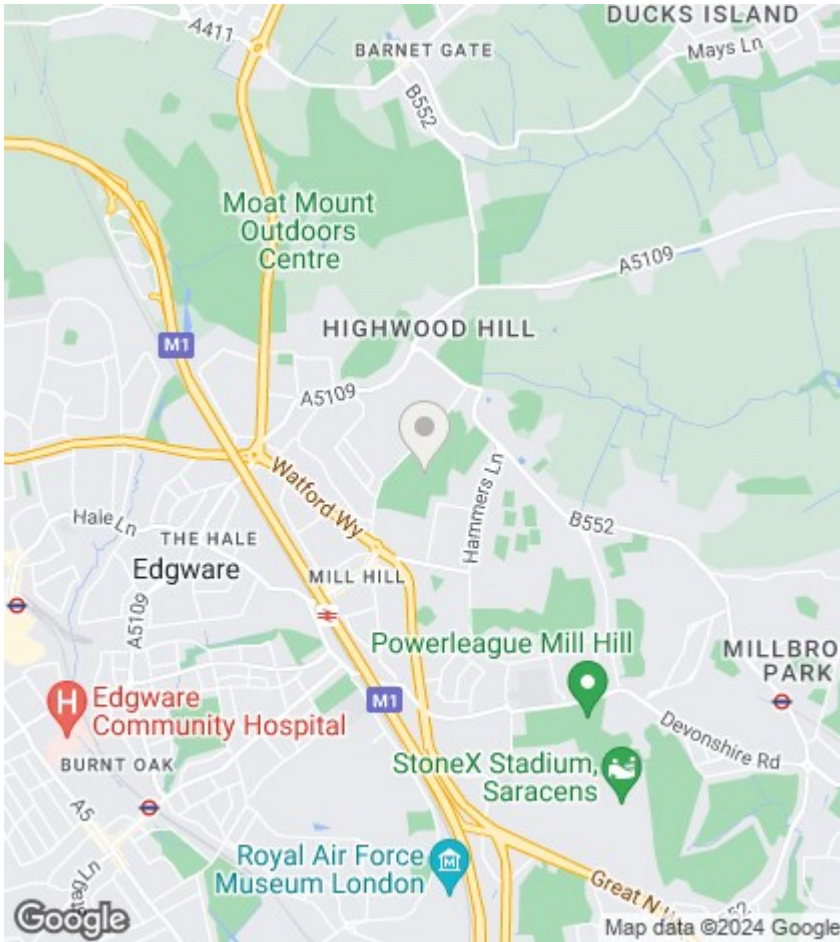 DUCKS ISLAND
A411
BARNET GATE
Mays Ln
B552
Moat Mount
Outdoors
Centre
A5109
HIGHWOOD HILL
M1
A5109
Watford Wy
Hammers Ln
Hale Ln
THE HALE
B552
Edgware
MILL HILL
A5109
Powerleague Mill Hill
MILLBRO
PARK
H
Edgware
Community Hospital
M1
Devonshire Rd
BURNT OAK
StoneX Stadium,
Saracens
A5
Royal Air Force
Museum London
M
Great N
Google
Map data ©2024 Google